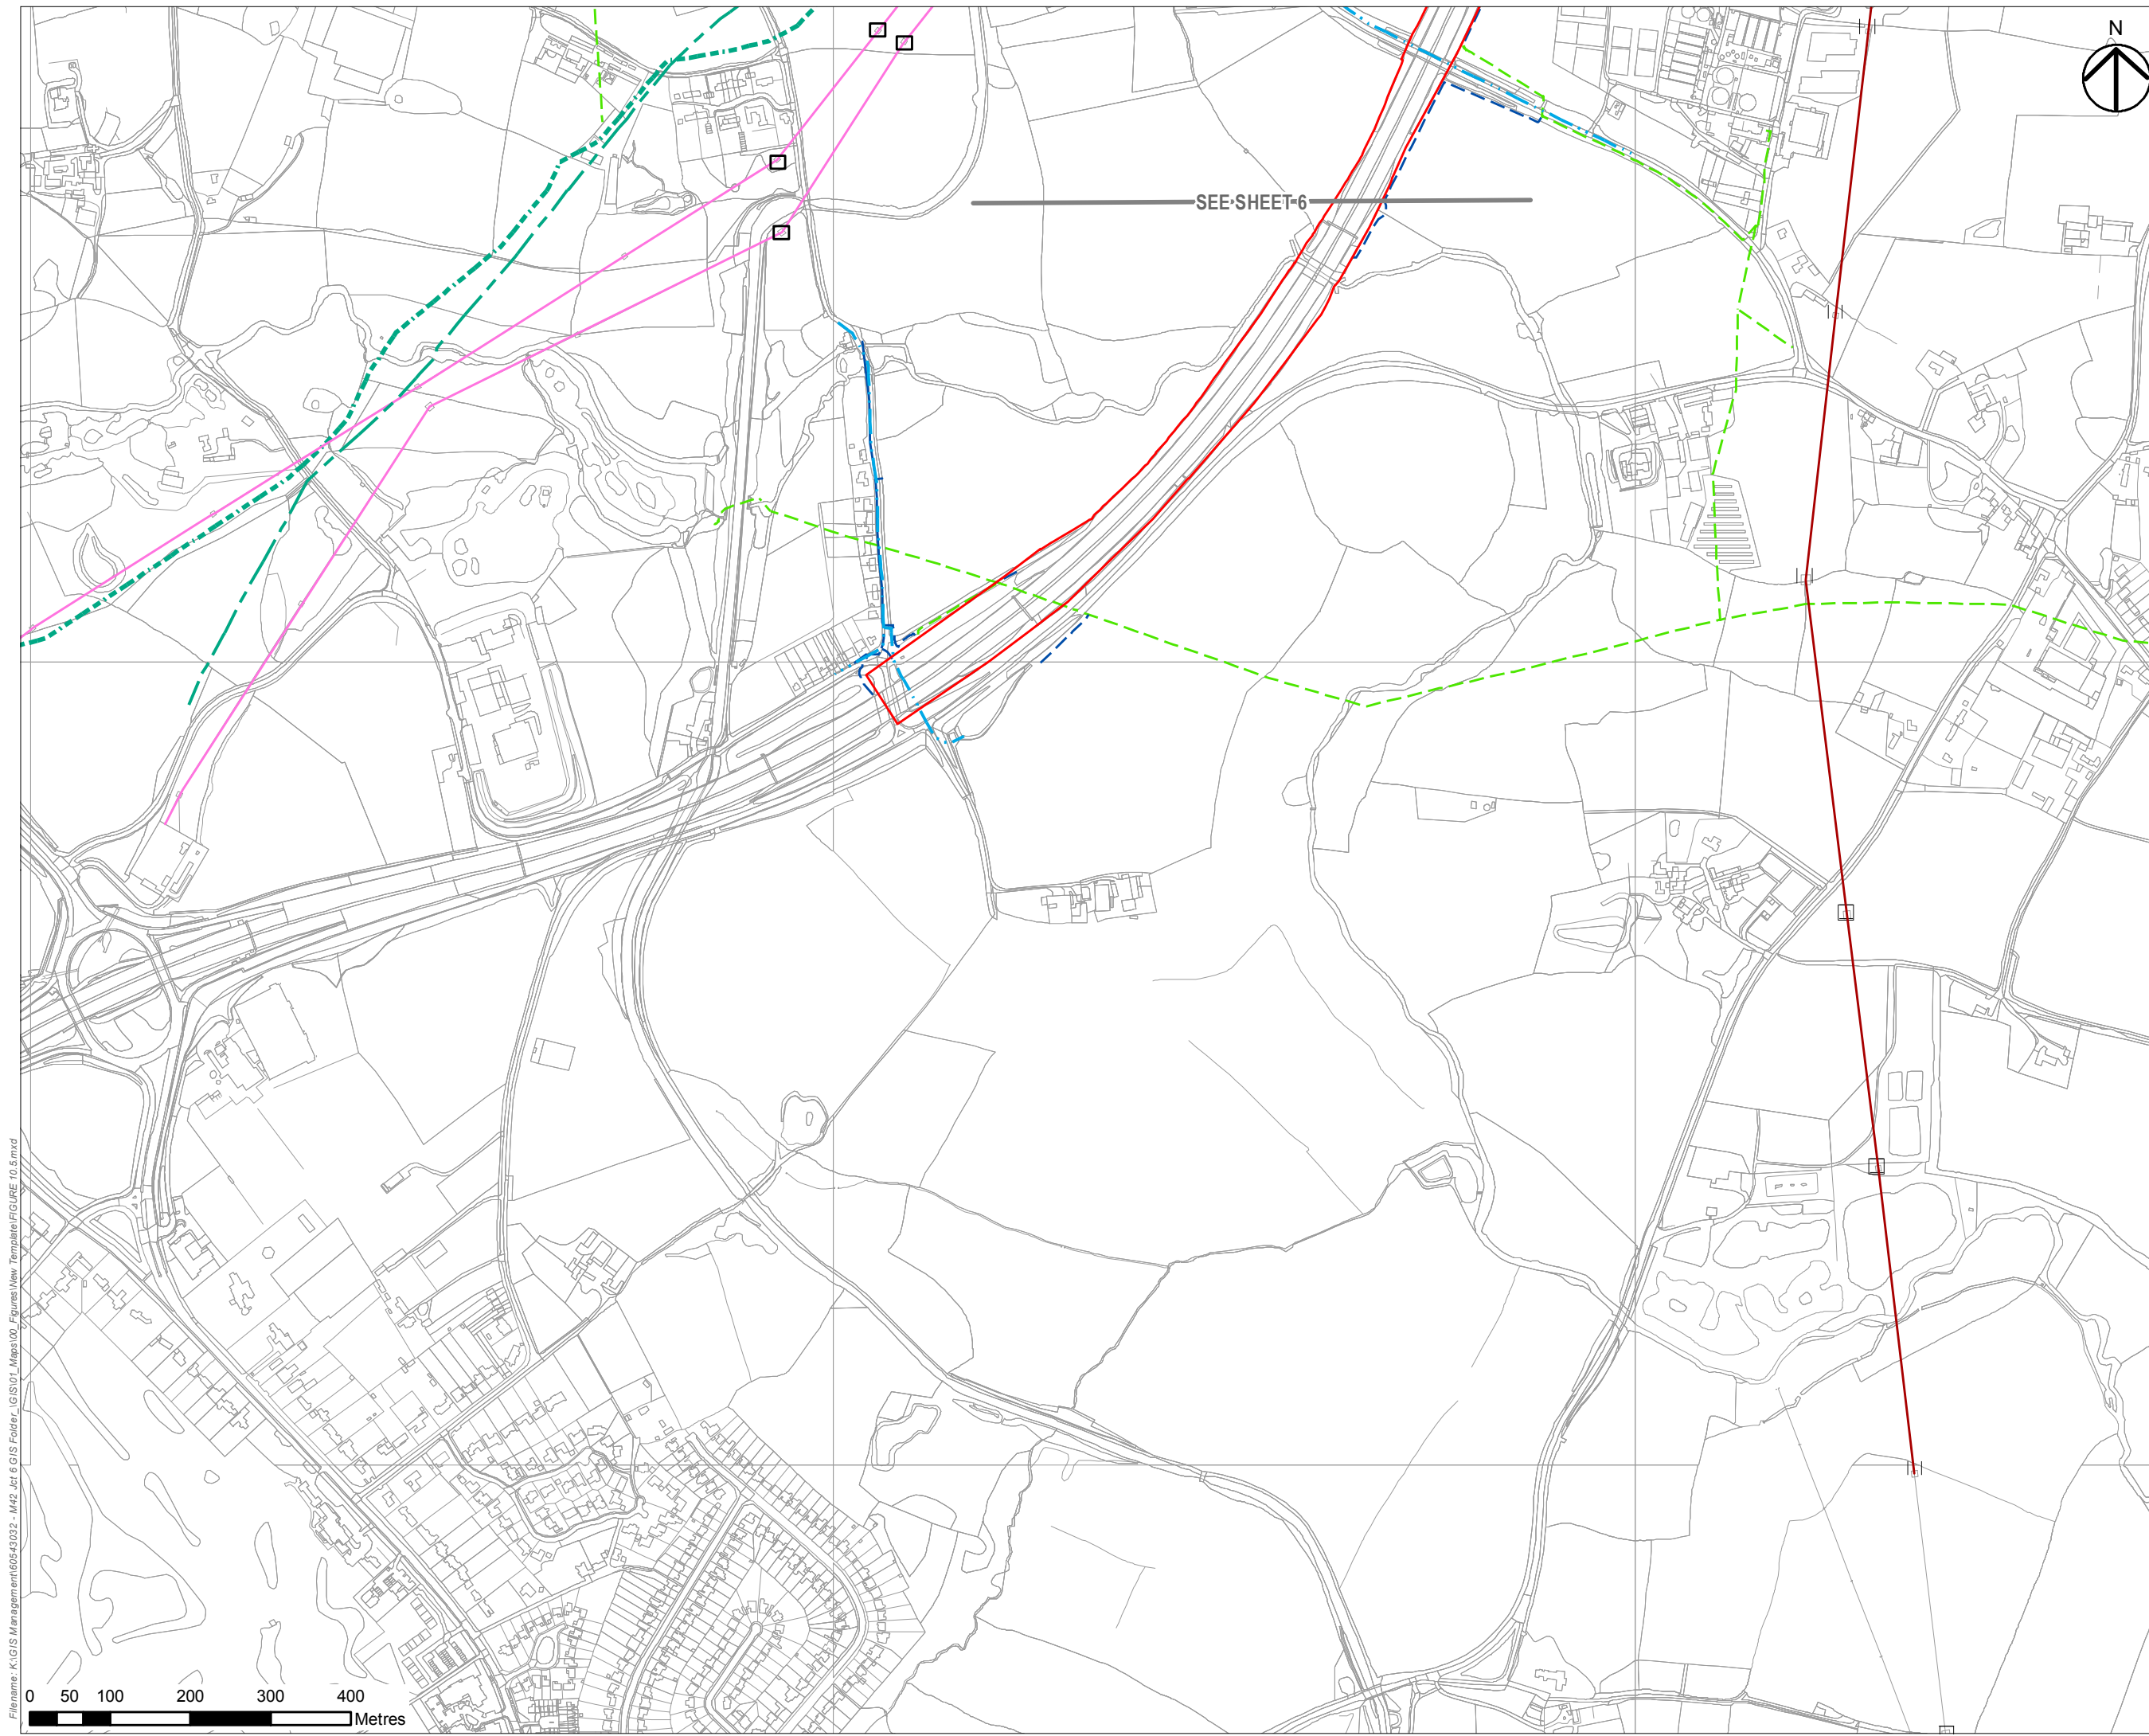 N
SEE SHEET 6
Filename: K:\GIS Management\60543032 - M42 Jct 6 GIS Folder_\GIS\01_Maps\00_Figures\New Template\FIGURE 10.5.mxd
0 50 100 200 300 400
Metres